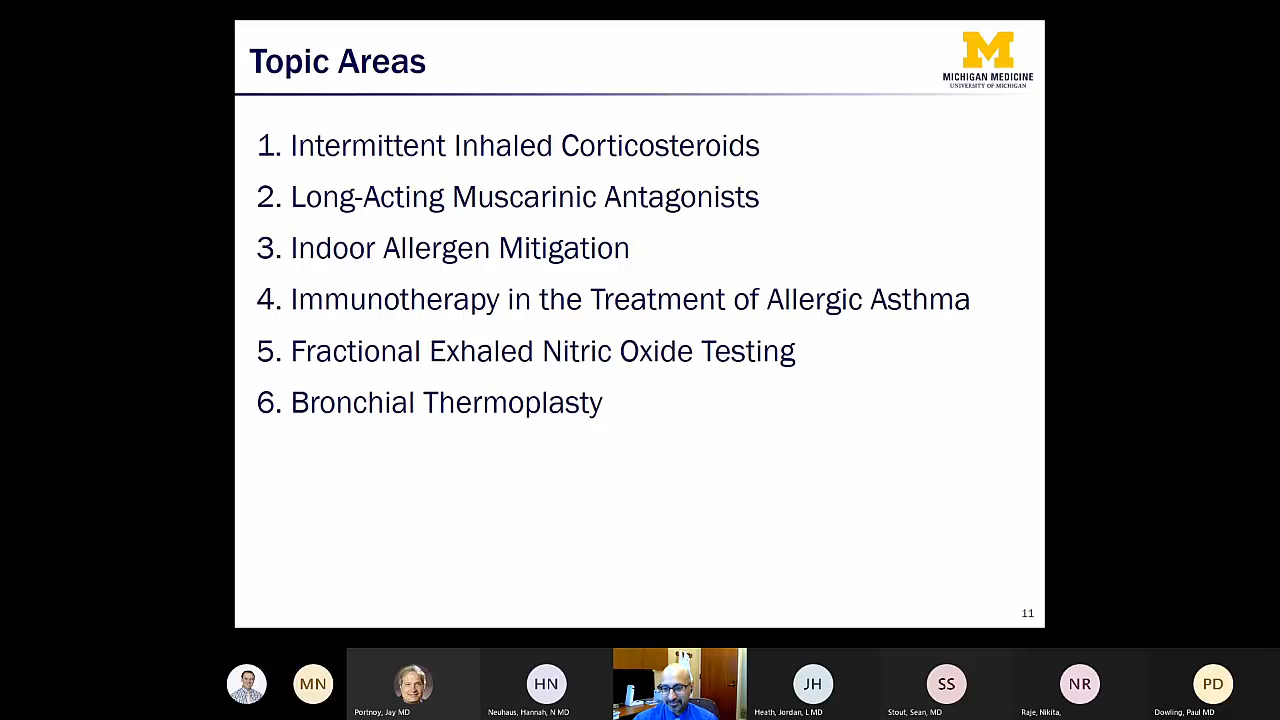 Topic Areas
M
MICHIGAN MEDICINE
UNIVERSITY OF MICHIGAN
1. Intermittent Inhaled Corticosteroids
2. Long-Acting Muscarinic Antagonists
3. Indoor Allergen Mitigation
4. Immunotherapy in the Treatment of Allergic Asthma
5. Fractional Exhaled Nitric Oxide Testing
6. Bronchial Thermoplasty
11
MN
HN
JH
SS
NR
PD
Portnoy, Jay MD
Neuhaus, Hannah, N MD
Heath, Jordan, L MD
Stout, Sean, MD
Raje, Nikita,
Dowling, Paul MD